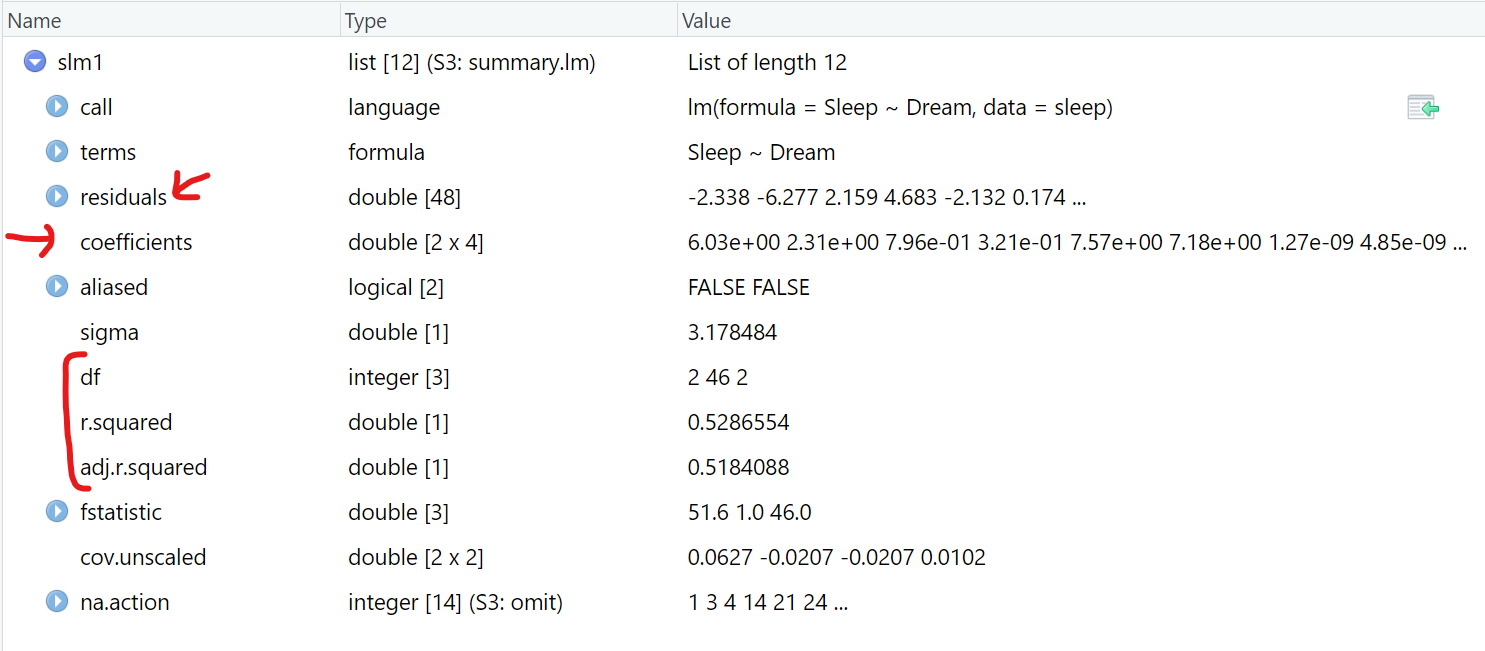 Name Type Value
slm1 list [12] (S3: summary.lm) List of length 12
call language lm(formula = Sleep ~ Dream, data = sleep)
terms formula Sleep ~ Dream
residuals double [48] -2.338 -6.277 2.159 4.683 -2.132 0.174 ...
coefficients double [2 x 4] 6.03e+00 2.31e+00 7.96e-01 3.21e-01 7.57e+00 7.18e+00 1.27e-09 4.85e-09 ...
aliased logical [2] FALSE FALSE
sigma double [1] 3.178484
df integer [3] 2 46 2
r.squared double [1] 0.5286554
adj.r.squared double [1] 0.5184088
fstatistic double [3] 51.6 1.0 46.0
cov.unscaled double [2 x 2] 0.0627 -0.0207 -0.0207 0.0102
na.action integer [14] (S3: omit) 1 3 4 14 21 24 ...